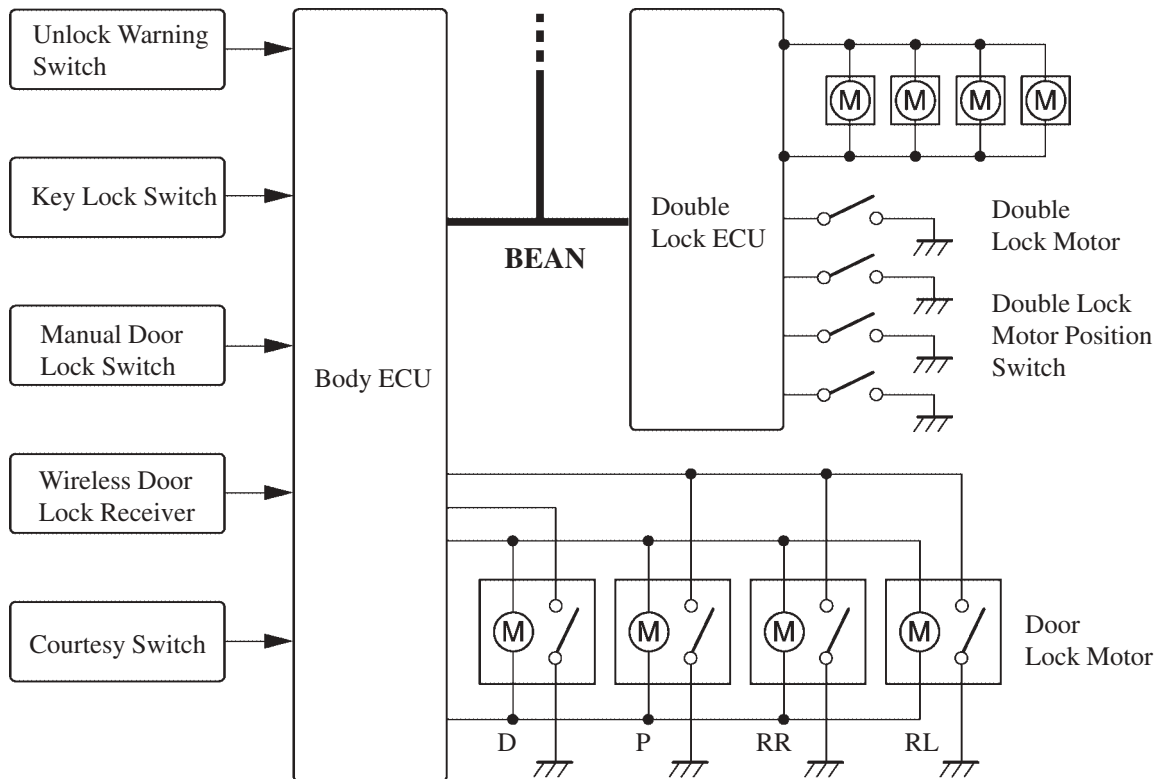 Unlock Warning
Switch
Key Lock Switch
Manual Door
Lock Switch
Wireless Door
Lock Receiver
Courtesy Switch
Body ECU
BEAN
Double
Lock ECU
M M M M
Double
Lock Motor
Double Lock
Motor Position
Switch
M M M M
Door
Lock Motor
D P RR RL